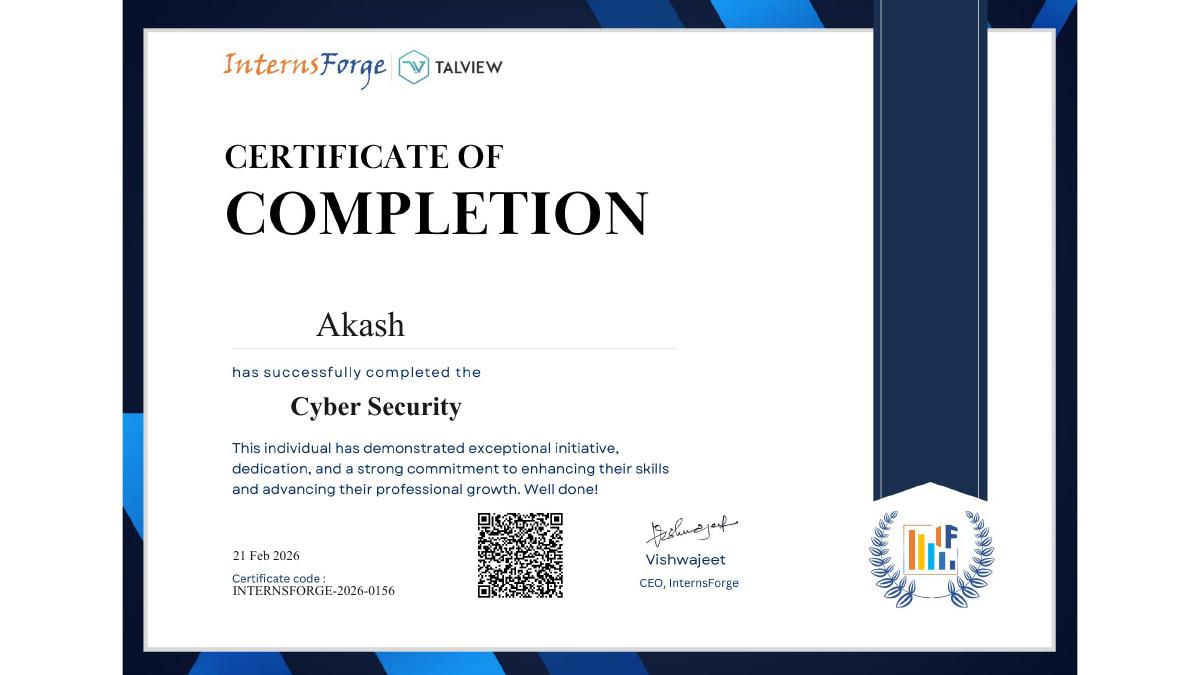 InternsForge TALVIEW
CERTIFICATE OF
COMPLETION
Akash
has successfully completed the
Cyber Security
This individual has demonstrated exceptional initiative,
dedication, and a strong commitment to enhancing their skills
and advancing their professional growth. Well done!
21 Feb 2026
Certificate code :
INTERNSFORGE-2026-0156
Vishwajeet
Vishwajeet
CEO, InternsForge
IF